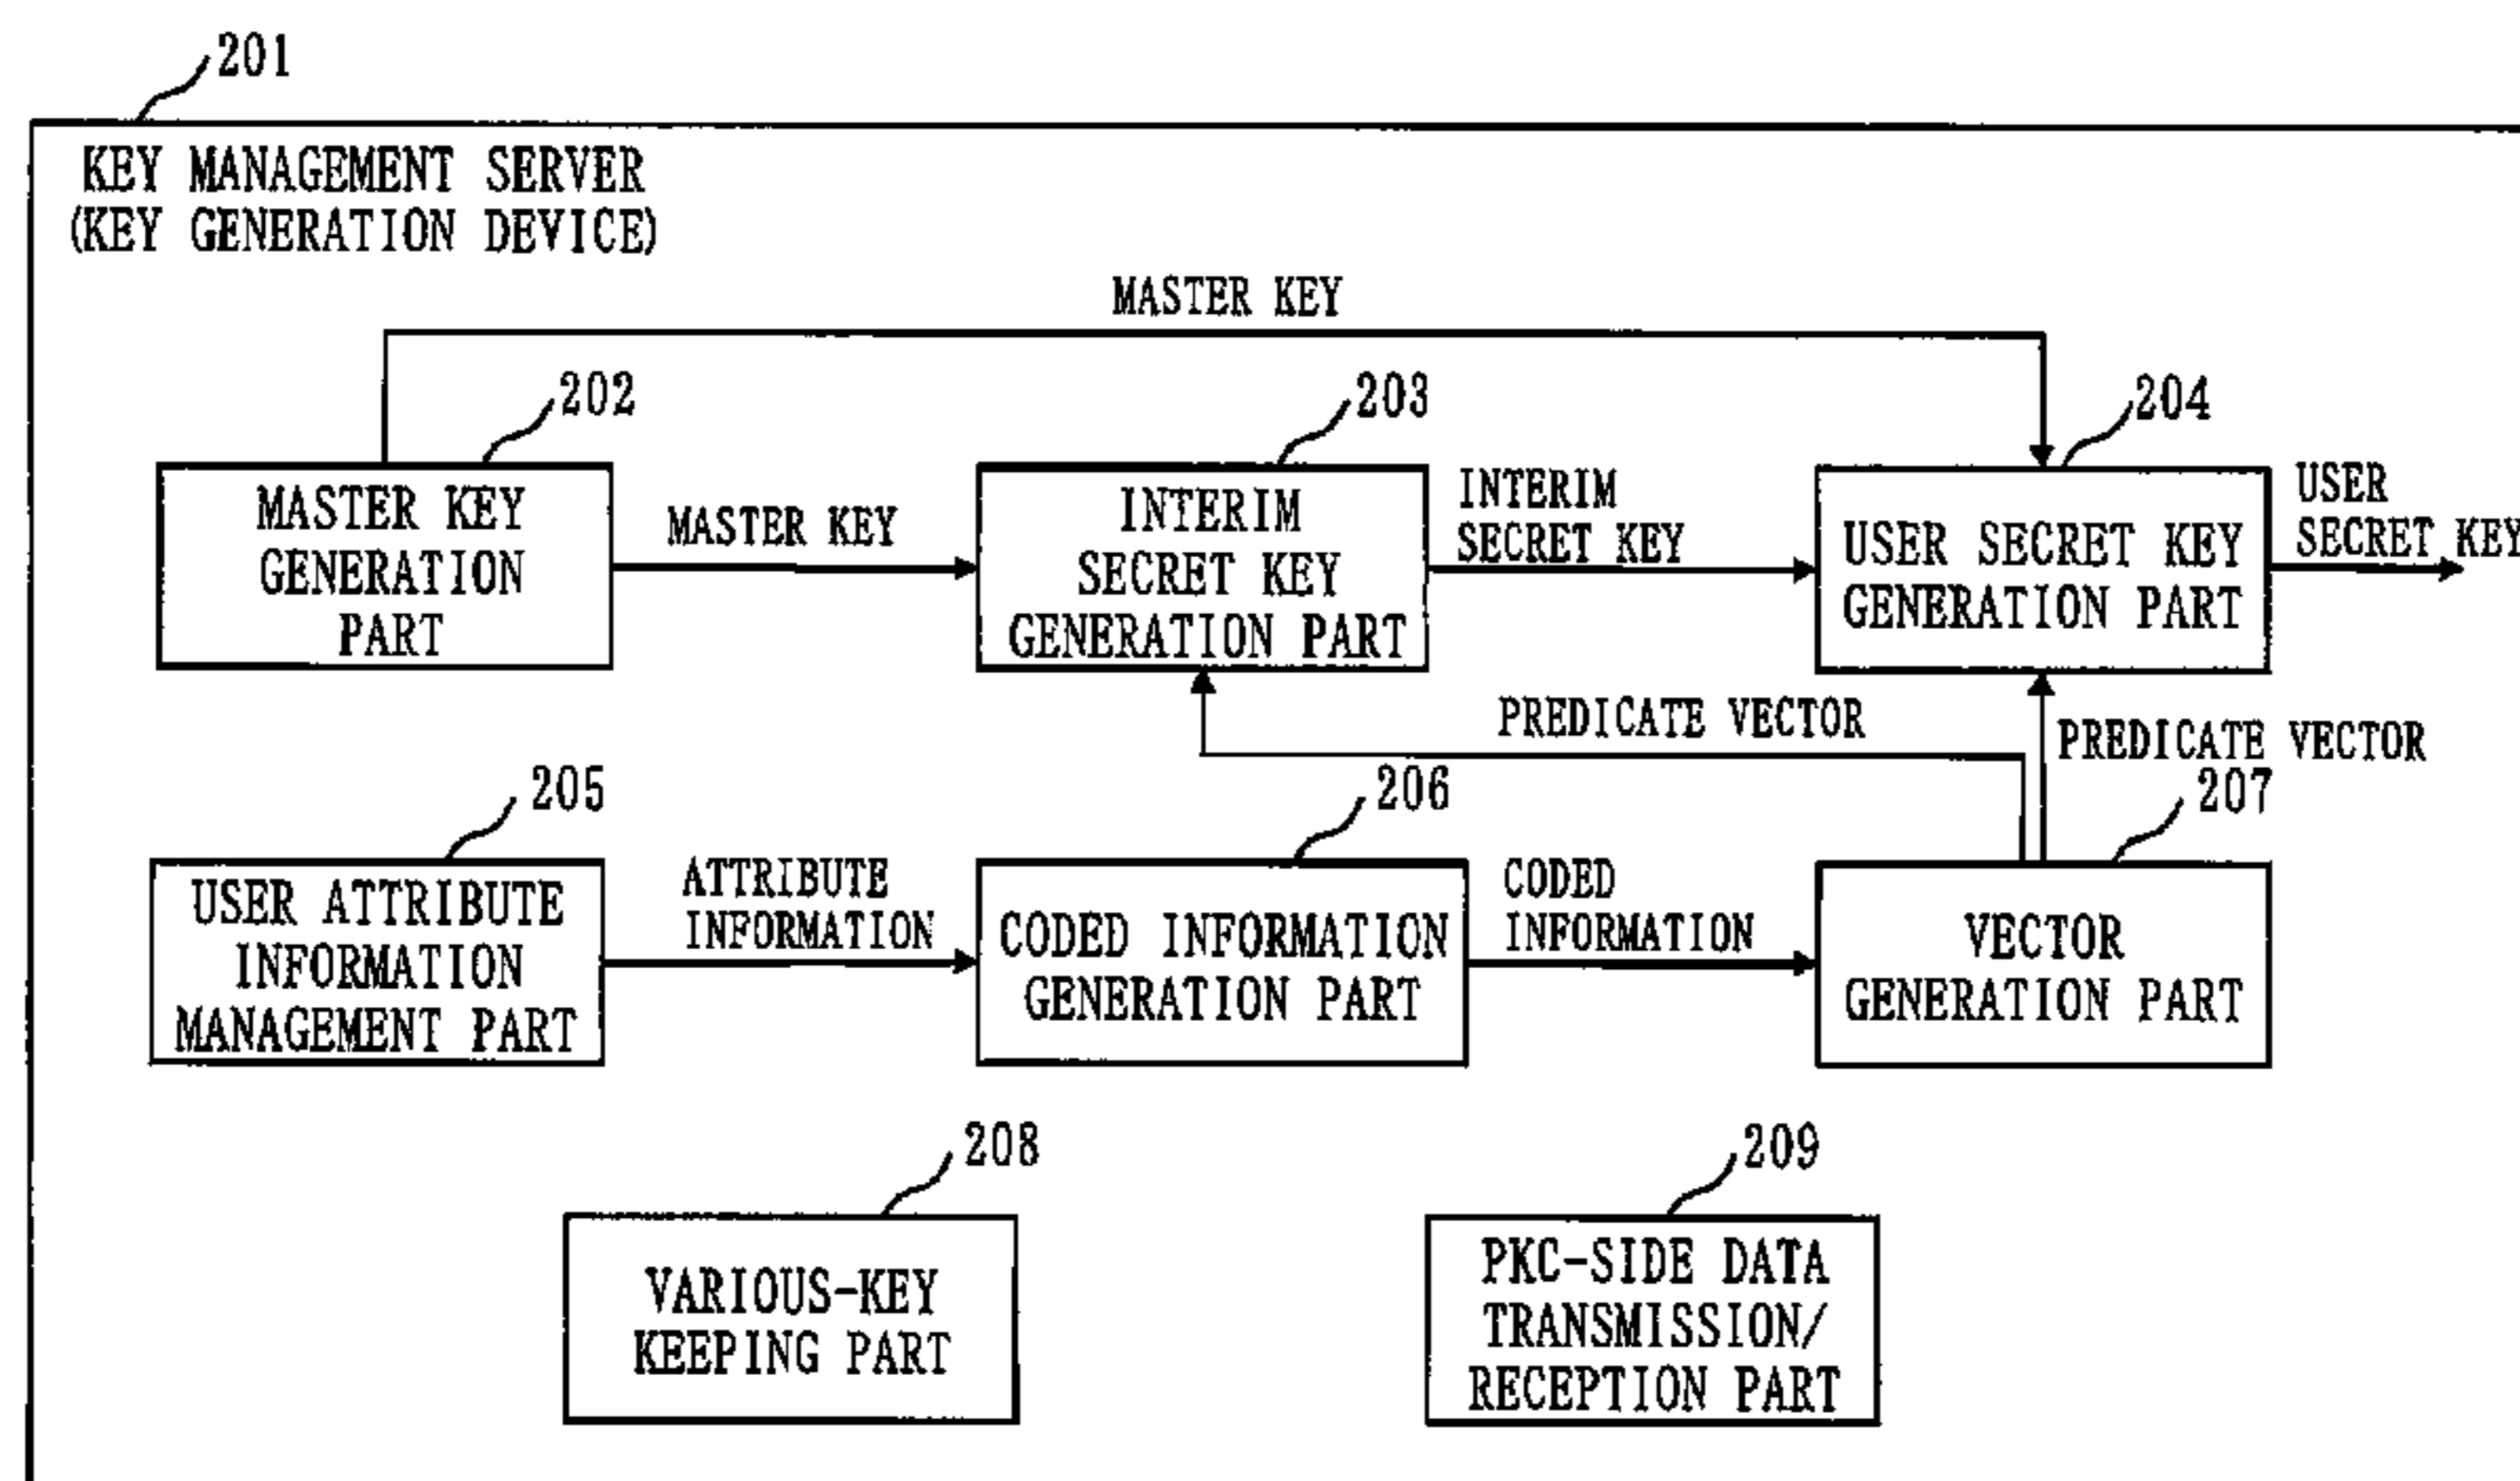 201
KEY MANAGEMENT SERVER
(KEY GENERATION DEVICE)
MASTER KEY
202
203
204
MASTER KEY
GENERATION
PART
MASTER KEY
INTERIM
SECRET KEY
GENERATION PART
INTERIM
SECRET KEY
USER SECRET KEY
GENERATION PART
USER
SECRET KEY
PREDICATE VECTOR
PREDICATE VECTOR
205
206
207
USER ATTRIBUTE
INFORMATION
MANAGEMENT PART
ATTRIBUTE
INFORMATION
CODED INFORMATION
GENERATION PART
CODED
INFORMATION
VECTOR
GENERATION PART
208
209
VARIOUS-KEY
KEEPING PART
PKC-SIDE DATA
TRANSMISSION/
RECEPTION PART